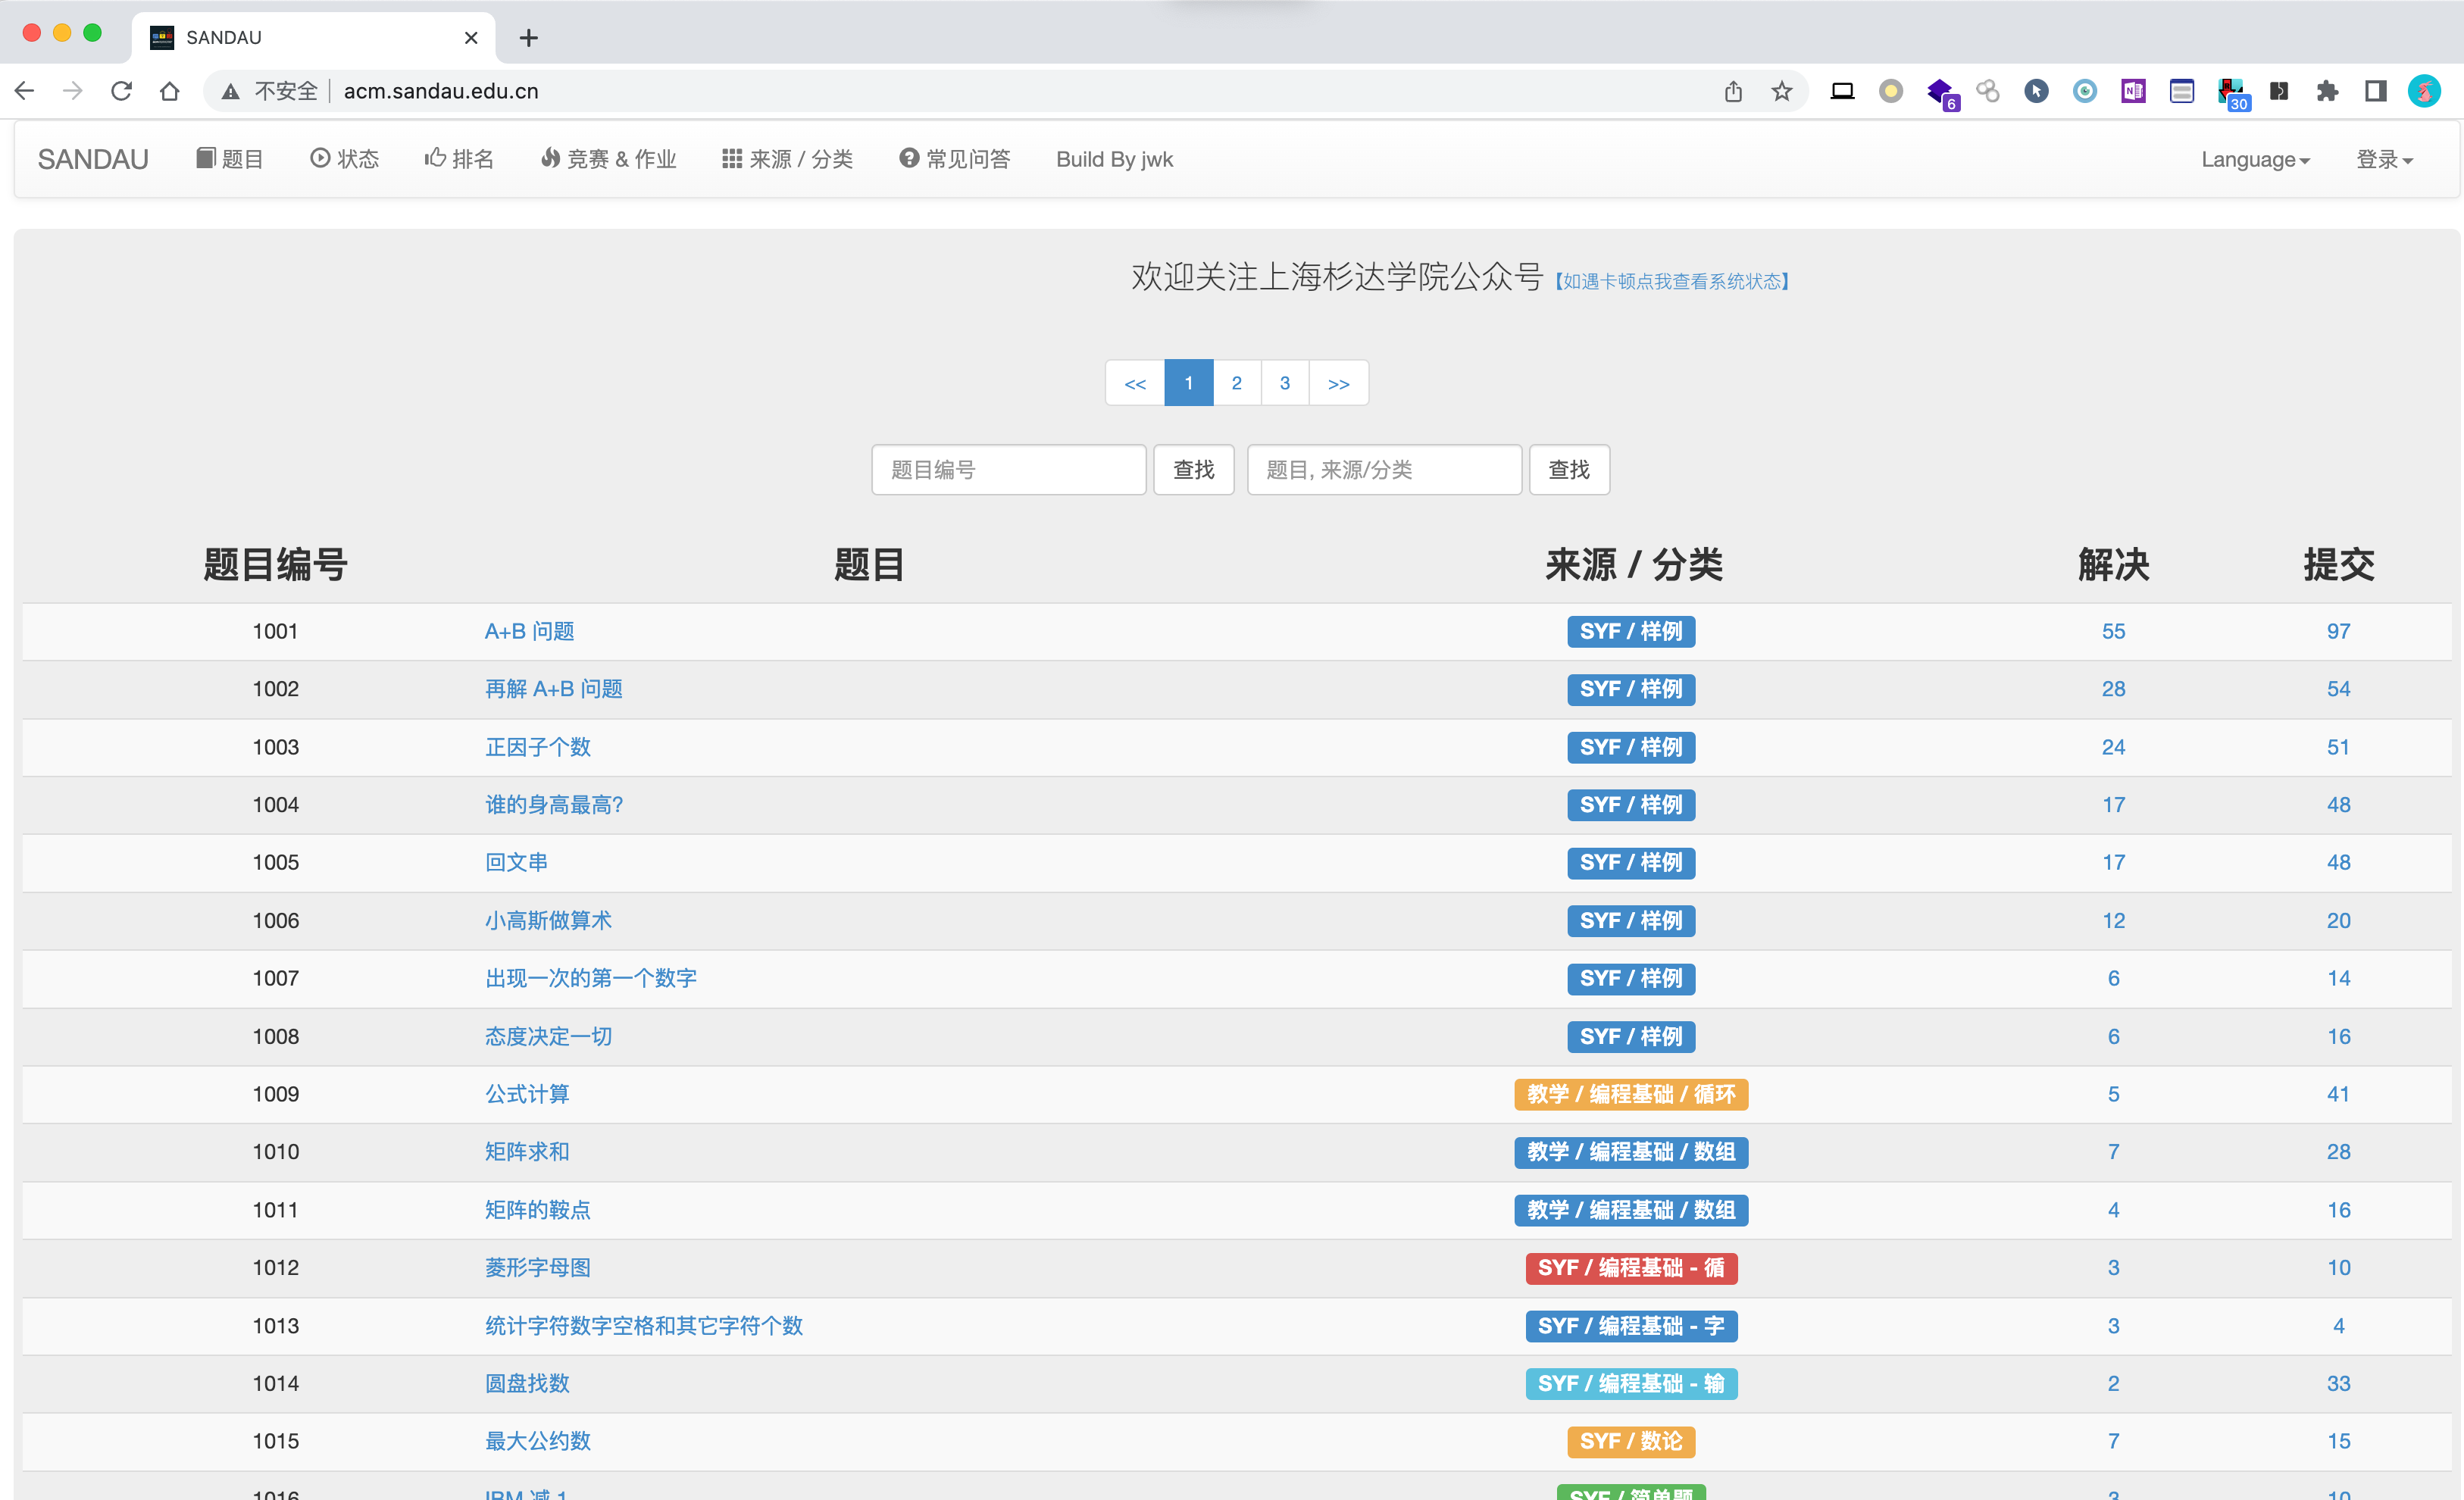 SANDAU
不安全 acm.sandau.edu.cn 6 30
SANDAU 题目 状态 排名 竞赛 & 作业 来源 / 分类 常见问答 Build By jwk Language 登录
欢迎关注上海杉达学院公众号【如遇卡顿点我查看系统状态】
<< 1 2 3 >>
题目编号 查找 题目, 来源/分类 查找
题目编号 题目 来源 / 分类 解决 提交
1001 A+B 问题 SYF / 样例 55 97
1002 再解 A+B 问题 SYF / 样例 28 54
1003 正因子个数 SYF / 样例 24 51
1004 谁的身高最高? SYF / 样例 17 48
1005 回文串 SYF / 样例 17 48
1006 小高斯做算术 SYF / 样例 12 20
1007 出现一次的第一个数字 SYF / 样例 6 14
1008 态度决定一切 SYF / 样例 6 16
1009 公式计算 教学 / 编程基础 / 循环 5 41
1010 矩阵求和 教学 / 编程基础 / 数组 7 28
1011 矩阵的鞍点 教学 / 编程基础 / 数组 4 16
1012 菱形字母图 SYF / 编程基础 - 循 3 10
1013 统计字符数字空格和其它字符个数 SYF / 编程基础 - 字 3 4
1014 圆盘找数 SYF / 编程基础 - 输 2 33
1015 最大公约数 SYF / 数论 7 15
1016 IBM 减 1 SYF / 简单题 3 10